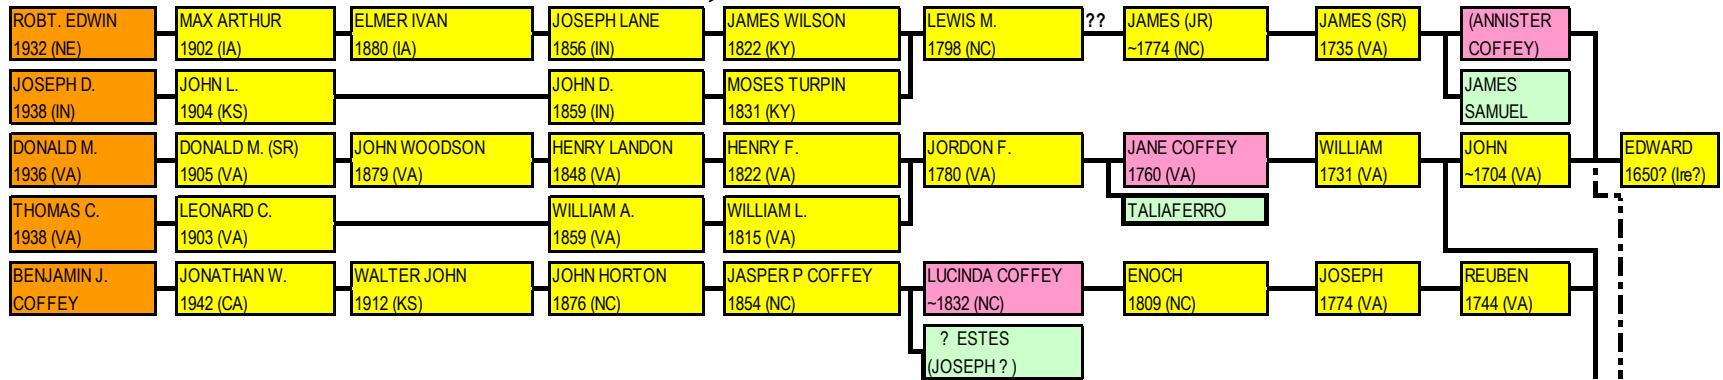 ROBT. EDWIN MAX ARTHUR ELMER IVAN JOSEPH LANE JAMES WILSON LEWIS M. ?? JAMES (JR) JAMES (SR) (ANNISTER
1932 (NE) 1902 (IA) 1880 (IA) 1856 (IN) 1822 (KY) 1798 (NC) ~1774 (NC) 1735 (VA) COFFEY)
JOSEPH D. JOHN L. JOHN D. MOSES TURPIN JAMES
1938 (IN) 1904 (KS) 1859 (IN) 1831 (KY) SAMUEL
DONALD M. DONALD M. (SR) JOHN WOODSON HENRY LANDON HENRY F. JORDON F. JANE COFFEY WILLIAM JOHN EDWARD
1936 (VA) 1905 (VA) 1879 (VA) 1848 (VA) 1822 (VA) 1780 (VA) 1760 (VA) 1731 (VA) ~1704 (VA) 1650? (Ire?)
THOMAS C. LEONARD C. WILLIAM A. WILLIAM L. TALIAFERRO
1938 (VA) 1903 (VA) 1859 (VA) 1815 (VA)
BENJAMIN J. JONATHAN W. WALTER JOHN JOHN HORTON JASPER P COFFEY LUCINDA COFFEY ENOCH JOSEPH REUBEN
COFFEY 1942 (CA) 1912 (KS) 1876 (NC) 1854 (NC) ~1832 (NC) 1809 (NC) 1774 (VA) 1744 (VA)
? ESTES
(JOSEPH ? )